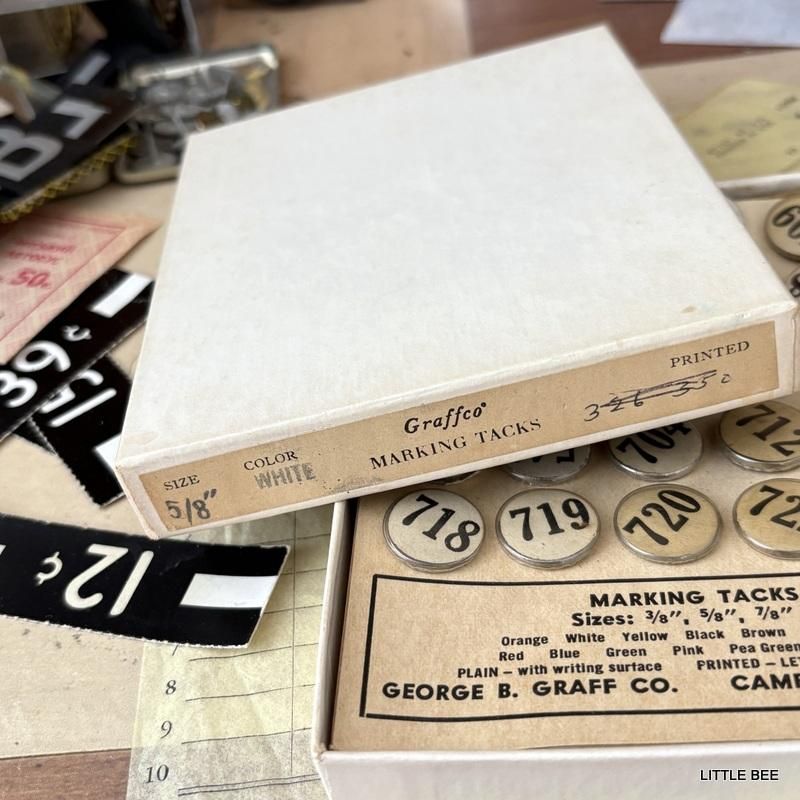 PRINTED
Graffco
SIZE COLOR MARKING TACKS 326-350
5/8" WHITE
39¢
15
12¢
50
718 719 720
704 712
MARKING TACKS
Sizes: 3/8", 5/8", 7/8"
Orange White Yellow Black Brown
Red Blue Green Pink Pea Green
PLAIN – with writing surface PRINTED –
GEORGE B. GRAFF CO.
8
9
10
LITTLE BEE